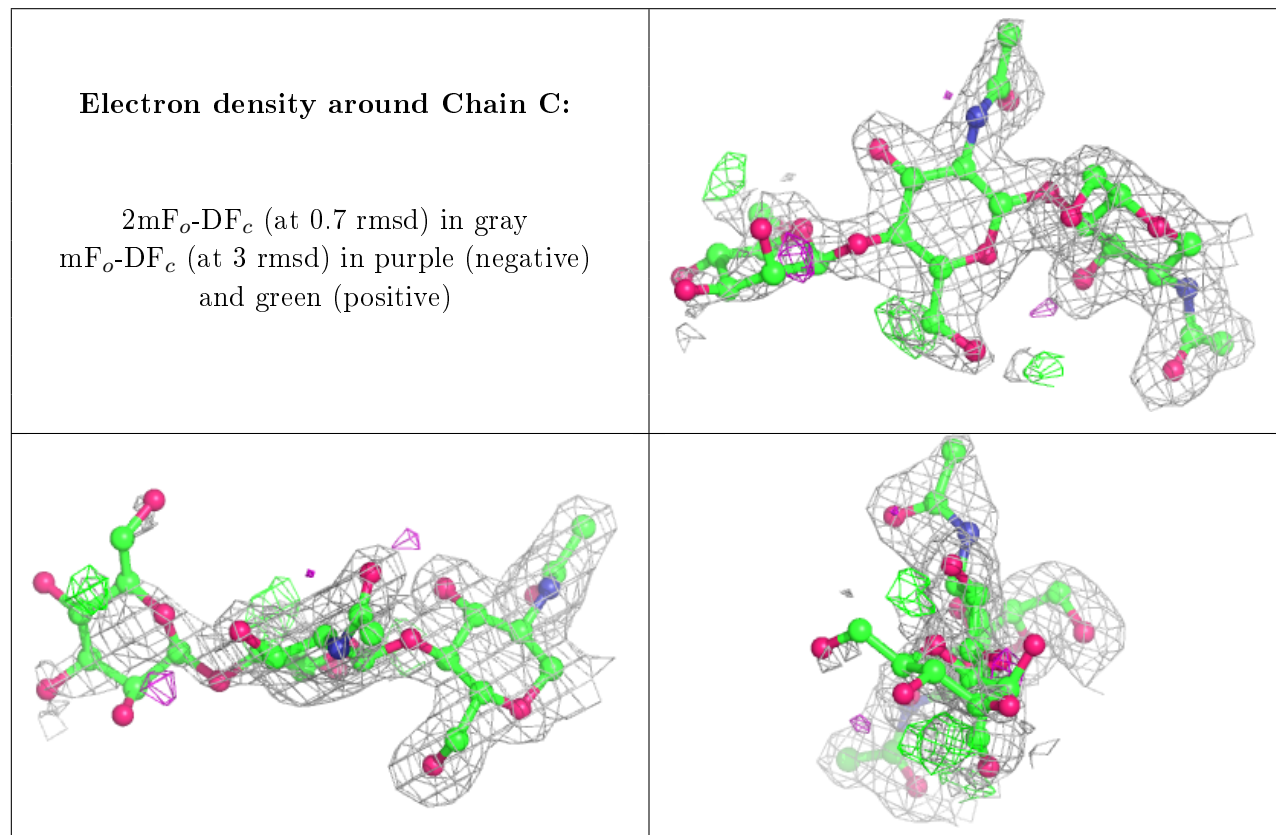 Electron density around Chain C:
2mFo-DFc (at 0.7 rmsd) in gray
mFo-DFc (at 3 rmsd) in purple (negative)
and green (positive)